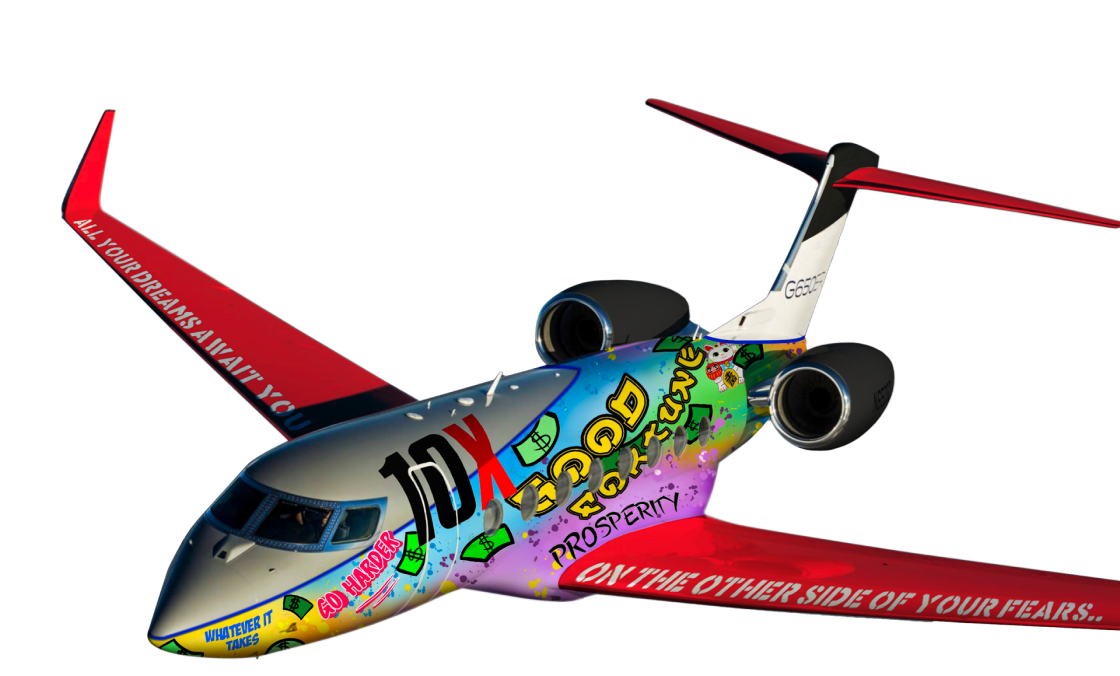 ALL YOUR DREAMS AWAIT YOU
G650ER
10X
GOOD
FORTUNE
PROSPERITY
GO HARDER
WHATEVER IT
TAKES
ON THE OTHER SIDE OF YOUR FEARS..